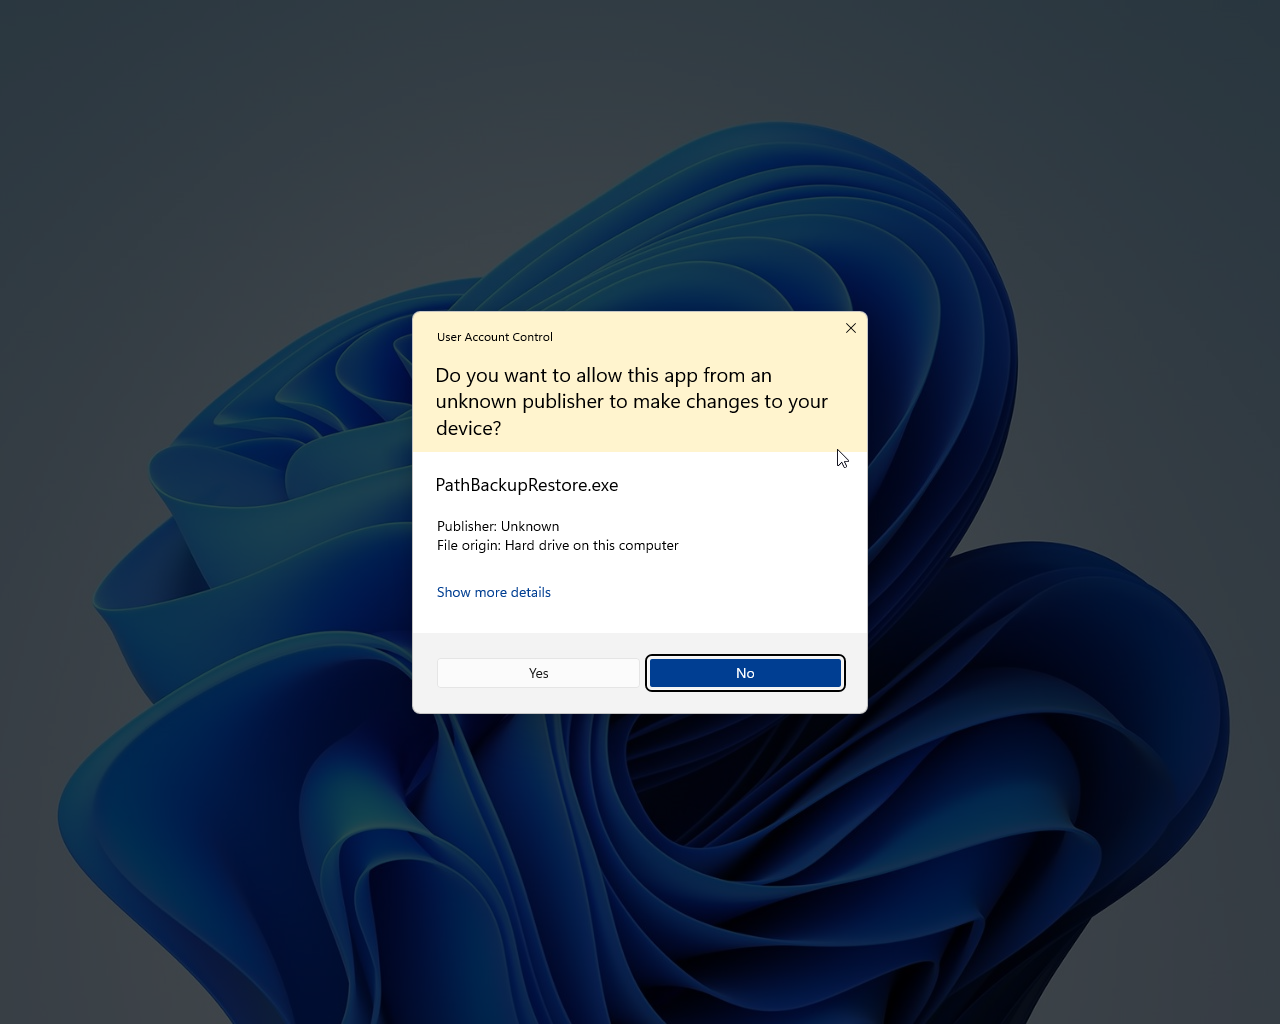 User Account Control
Do you want to allow this app from an
unknown publisher to make changes to your
device?
PathBackupRestore.exe
Publisher: Unknown
File origin: Hard drive on this computer
Show more details
Yes
No